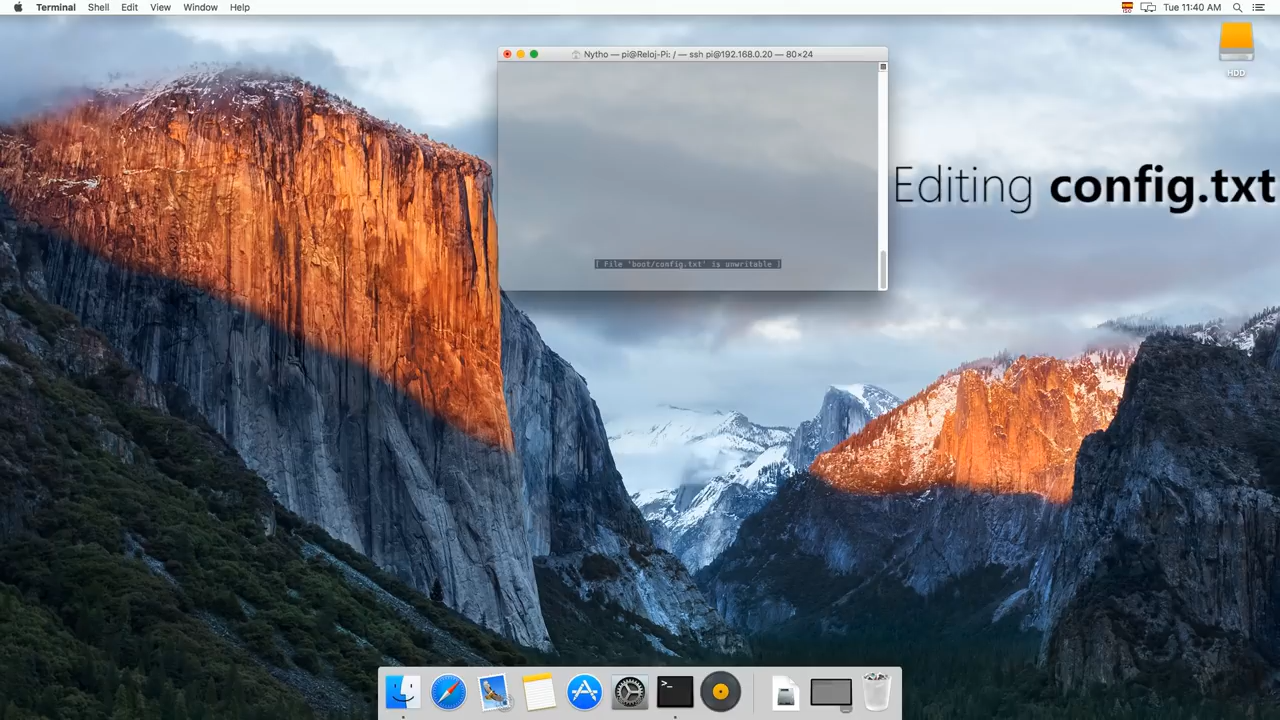 Terminal Shell Edit View Window Help
ISO
Tue 11:40 AM
Nytho — pi@Reloj-Pi: / — ssh pi@192.168.0.20 — 80×24
HDD
Editing config.txt
[ File 'boot/config.txt' is unwritable ]
>_